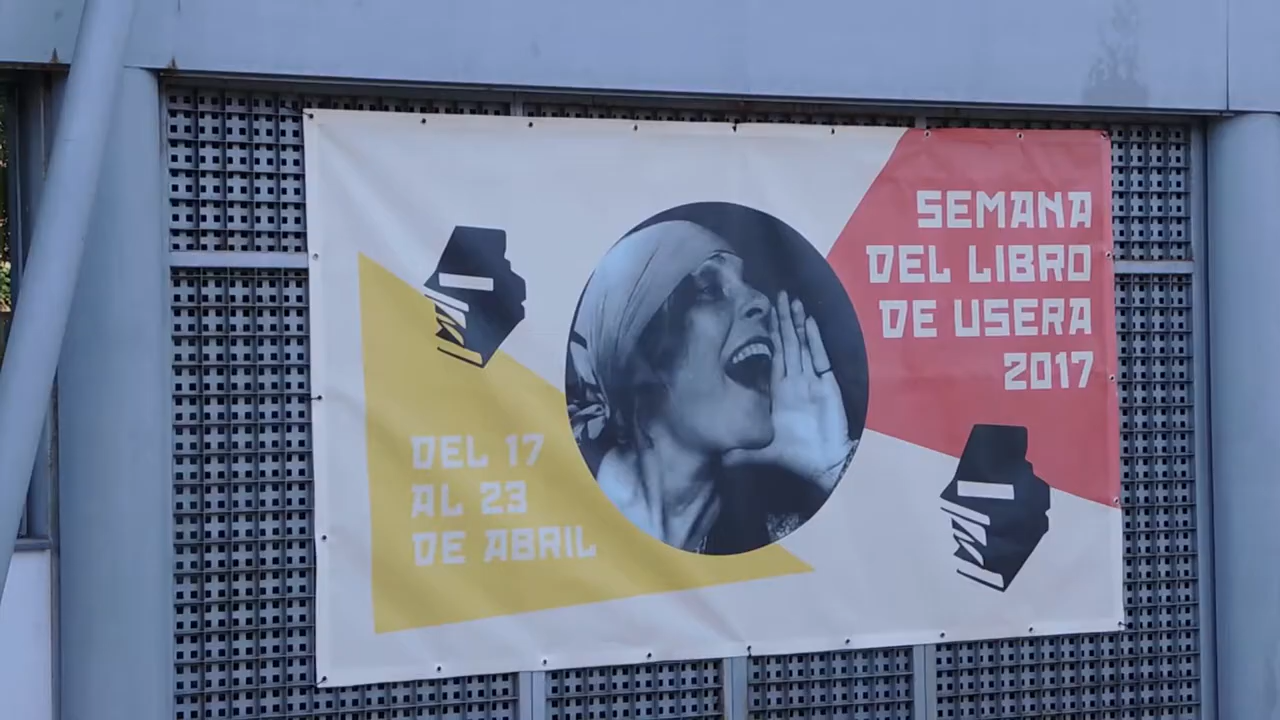 SEMANA
DEL LIBRO
DE USERA
2017
DEL 17
AL 23
DE ABRIL